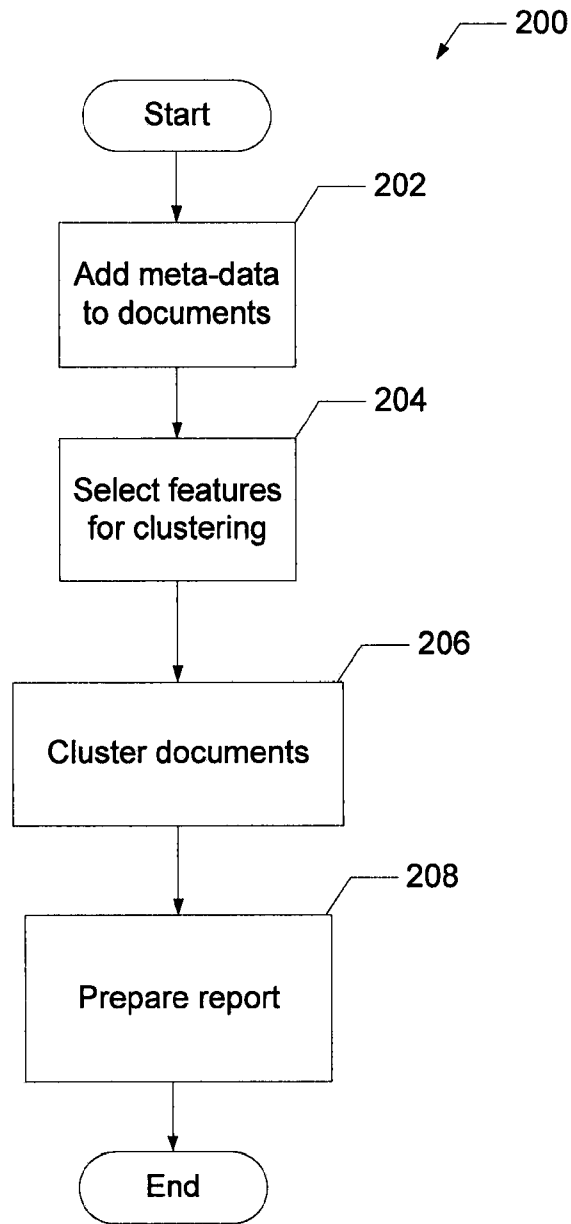 200
Start
202
Add meta-data
to documents
204
Select features
for clustering
206
Cluster documents
208
Prepare report
End